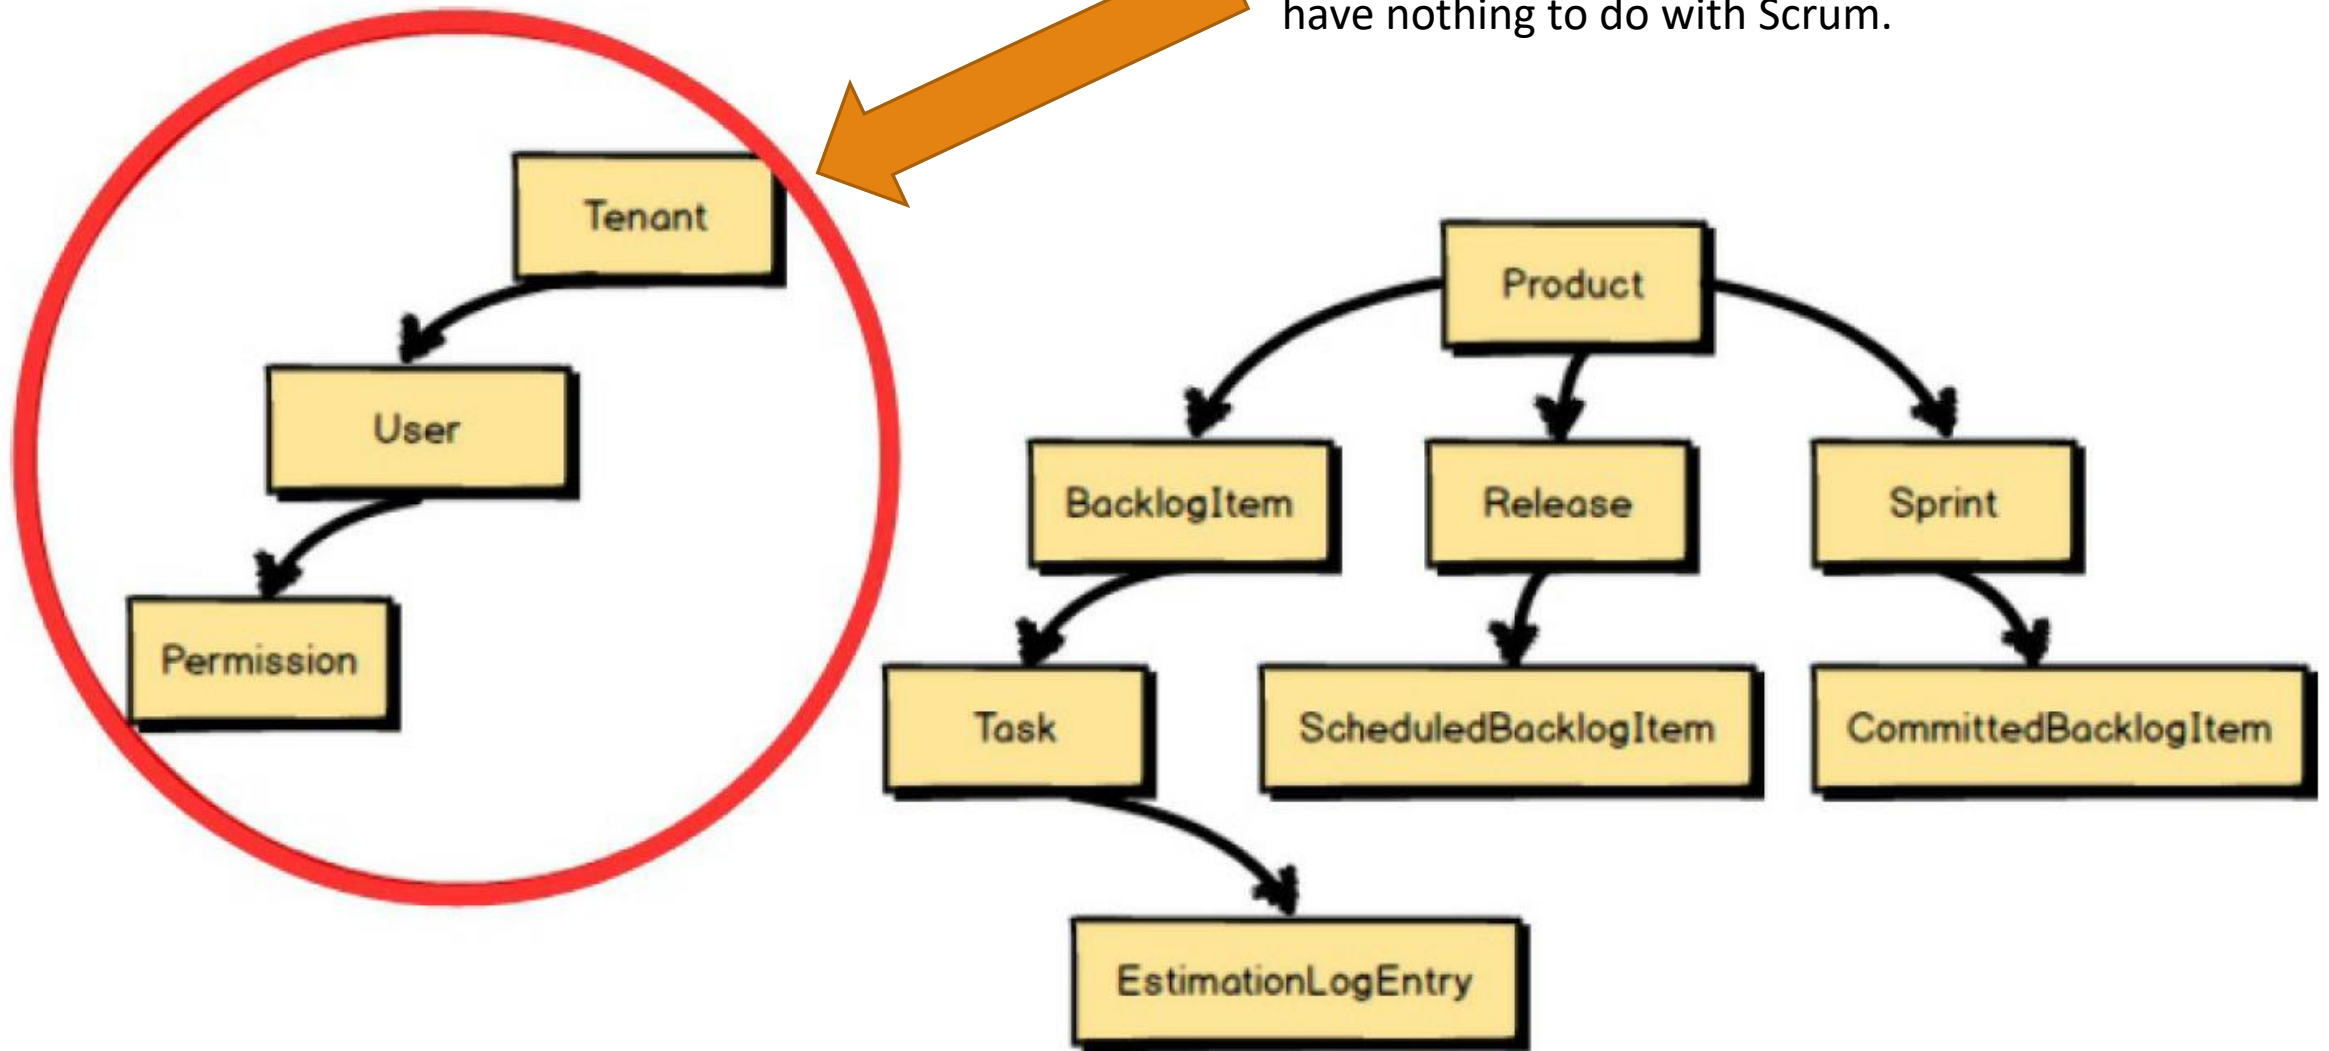 have nothing to do with Scrum.
Tenant
Product
User
BacklogItem
Release
Sprint
Permission
Task
ScheduledBacklogItem
CommittedBacklogItem
EstimationLogEntry